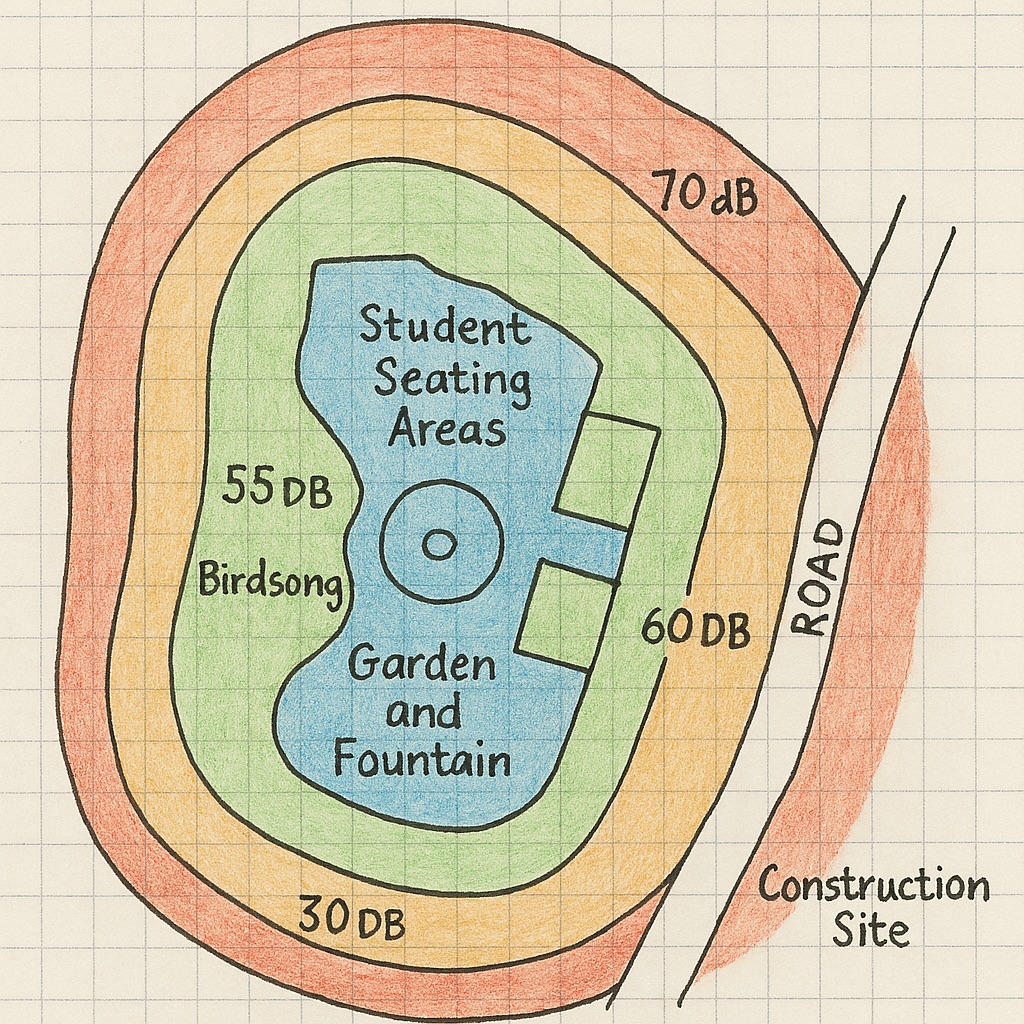 70 dB
Student
Seating
Areas
55 DB
Birdsong
ROAD
60 DB
Garden
and
Fountain
Construction
Site
30 DB